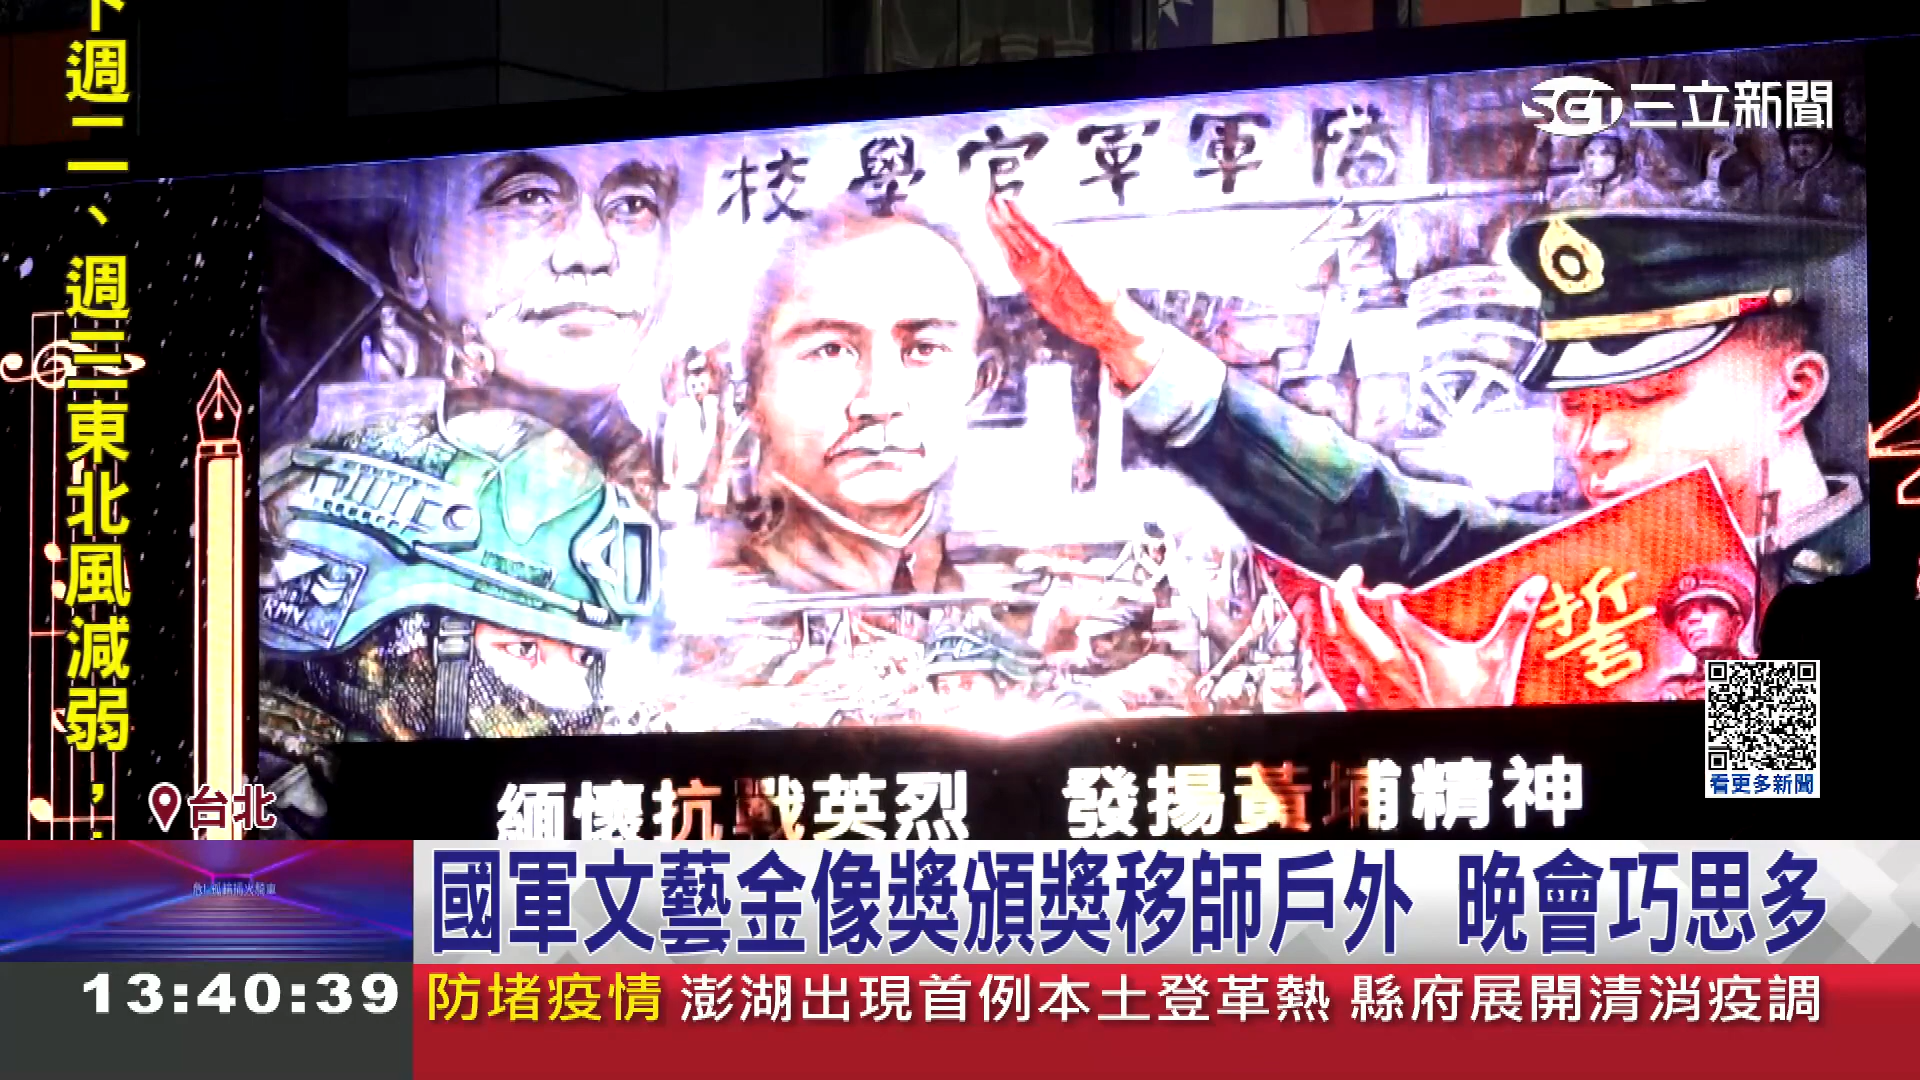 下週二、週三東北風減弱，
SET三立新聞
陸軍軍官學校
誓
RMY
看更多新聞
緬懷抗戰英烈 發揚黃埔精神
台北
國軍文藝金像獎頒獎移師戶外 晚會巧思多
13:40:39
防堵疫情 澎湖出現首例本土登革熱 縣府展開清消疫調